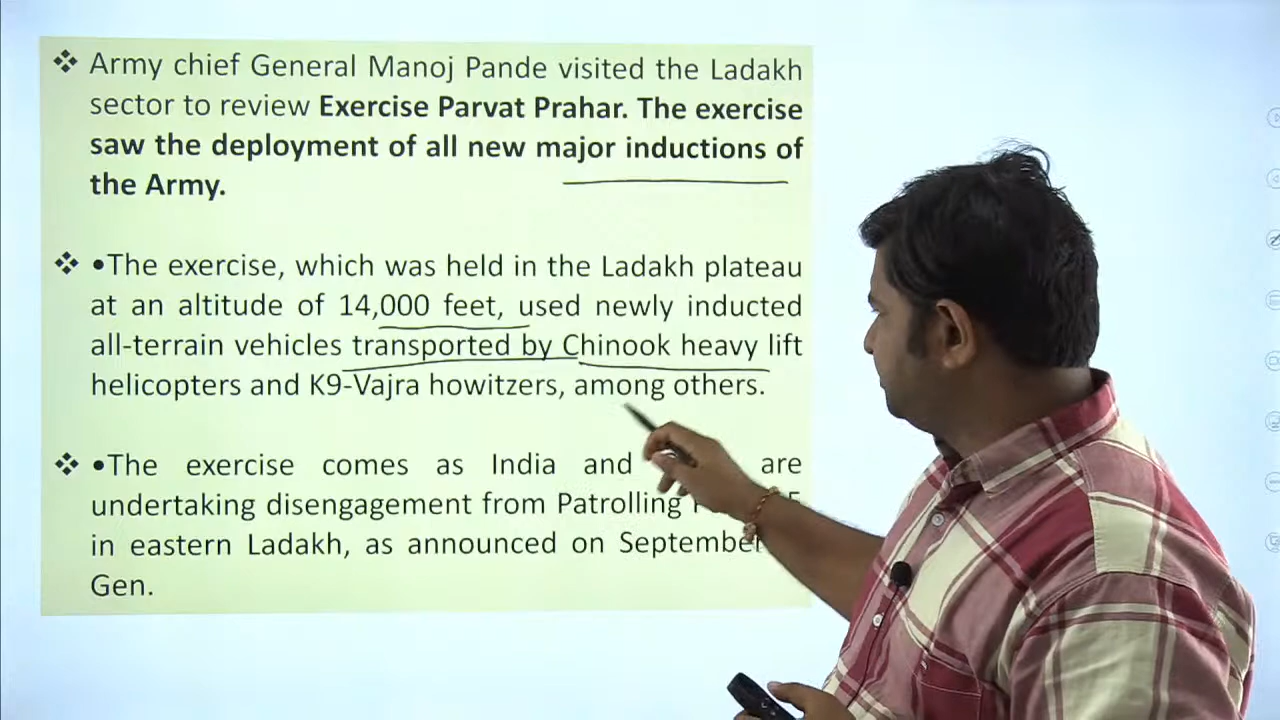 ❖ Army chief General Manoj Pande visited the Ladakh
sector to review Exercise Parvat Prahar. The exercise
saw the deployment of all new major inductions of
the Army.
❖ •The exercise, which was held in the Ladakh plateau
at an altitude of 14,000 feet, used newly inducted
all-terrain vehicles transported by Chinook heavy lift
helicopters and K9-Vajra howitzers, among others.
❖ •The exercise comes as India and are
undertaking disengagement from Patrolling
in eastern Ladakh, as announced on September
Gen.